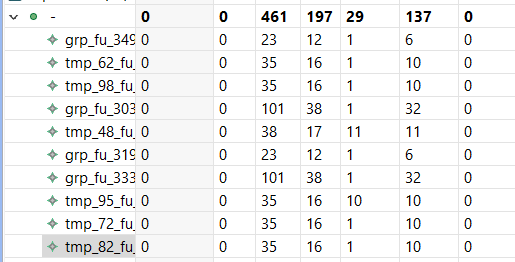 - 0 0 461 197 29 137 0
grp_fu_349 0 0 23 12 1 6 0
tmp_62_fu_ 0 0 35 16 1 10 0
tmp_98_fu_ 0 0 35 16 1 10 0
grp_fu_303 0 0 101 38 1 32 0
tmp_48_fu_ 0 0 38 17 11 11 0
grp_fu_319 0 0 23 12 1 6 0
grp_fu_333 0 0 101 38 1 32 0
tmp_95_fu_ 0 0 35 16 10 10 0
tmp_72_fu_ 0 0 35 16 1 10 0
tmp_82_fu_ 0 0 35 16 1 10 0